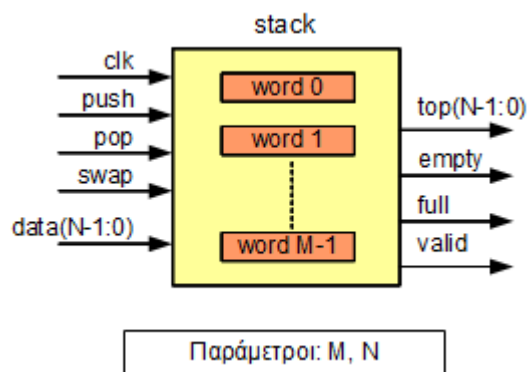 stack
clk
push
pop
swap
data(N-1:0)
word 0
word 1
word M-1
top(N-1:0)
empty
full
valid
Παράμετροι: M, N